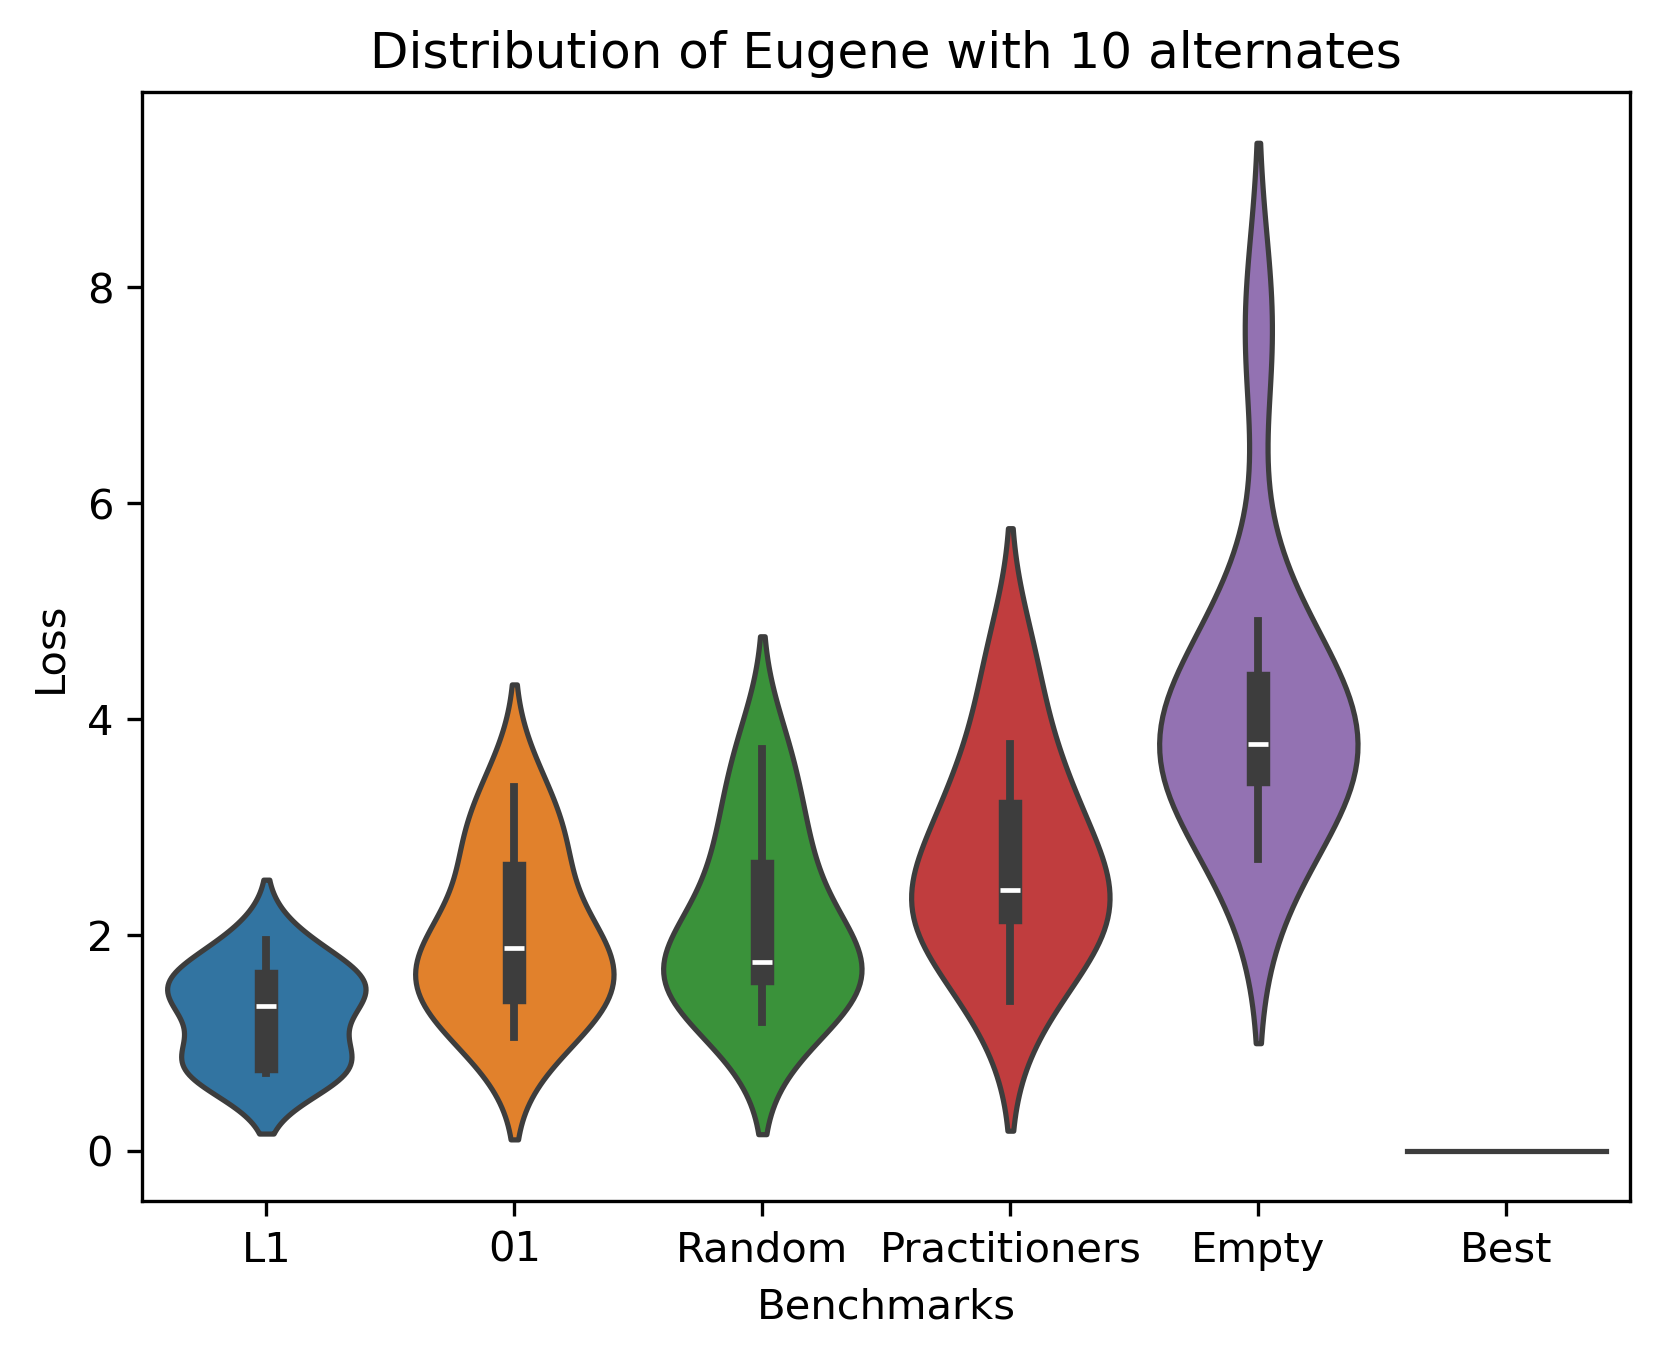 Distribution of Eugene with 10 alternates
Loss
8
6
4
2
0
L1 01 Random Practitioners Empty Best
Benchmarks